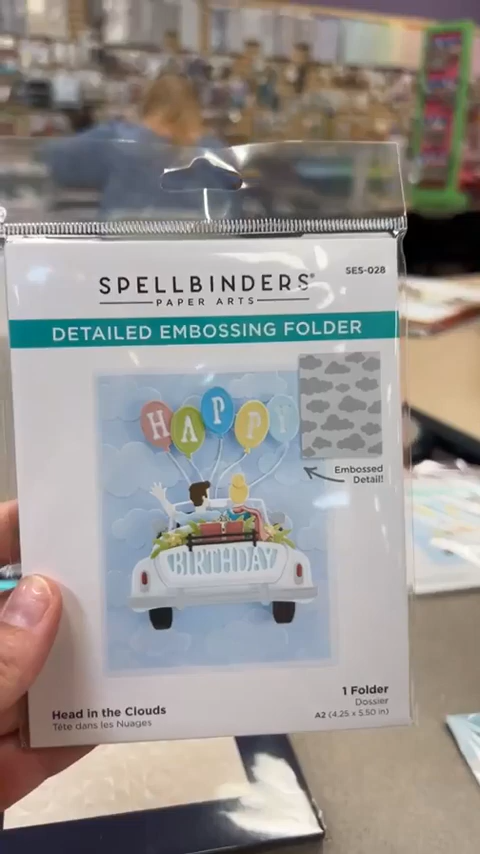 SES-028
SPELLBINDERS®
PAPER ARTS
DETAILED EMBOSSING FOLDER
HAPPY
Embossed
Detail!
BIRTHDAY
Head in the Clouds
Tête dans les Nuages
1 Folder
Dossier
A2 (4.25 x 5.50 in)